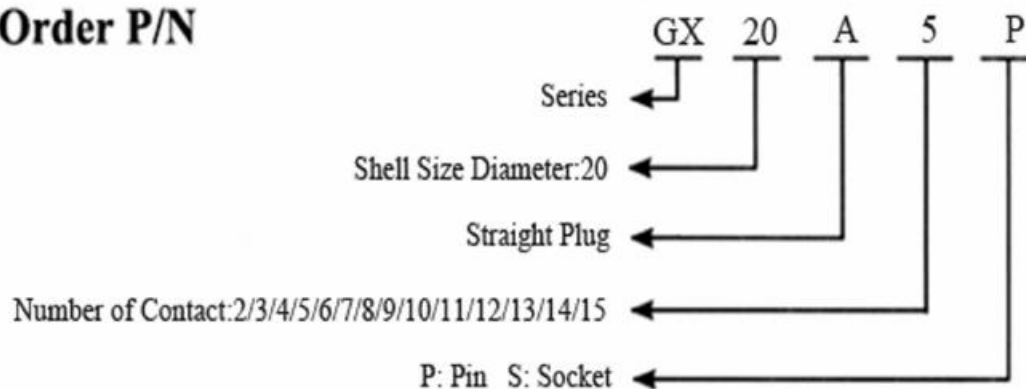 Order P/N
GX 20 A 5 P
Series
Shell Size Diameter:20
Straight Plug
Number of Contact:2/3/4/5/6/7/8/9/10/11/12/13/14/15
P: Pin S: Socket